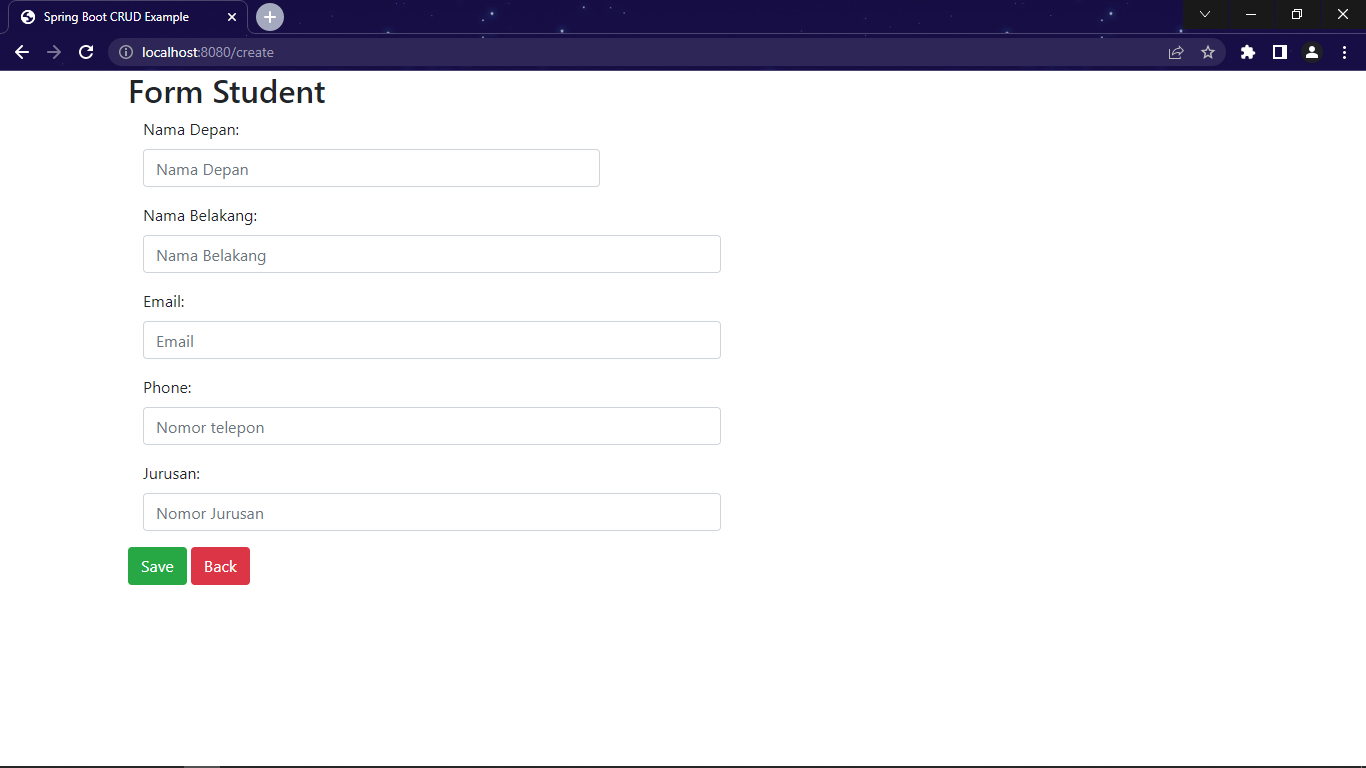 Spring Boot CRUD Example
localhost:8080/create
Form Student
Nama Depan:
Nama Depan
Nama Belakang:
Nama Belakang
Email:
Email
Phone:
Nomor telepon
Jurusan:
Nomor Jurusan
Save Back